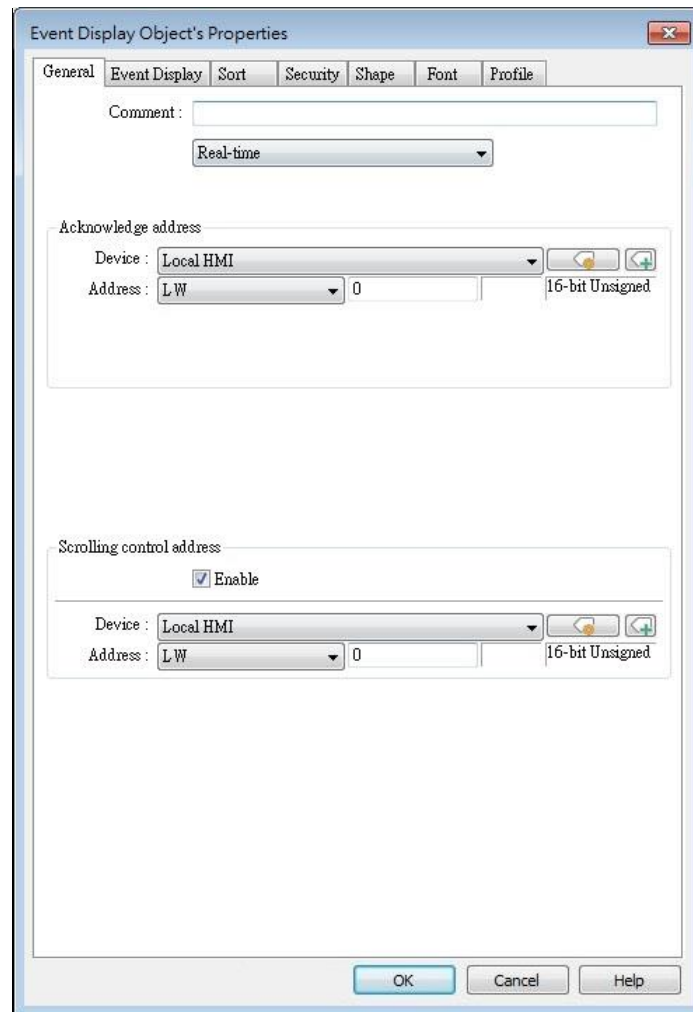 Event Display Object's Properties
General Event Display Sort Security Shape Font Profile
Comment :
Real-time
Acknowledge address
Device : Local HMI
Address : LW 0 16-bit Unsigned
Scrolling control address
Enable
Device : Local HMI
Address : LW 0 16-bit Unsigned
OK Cancel Help